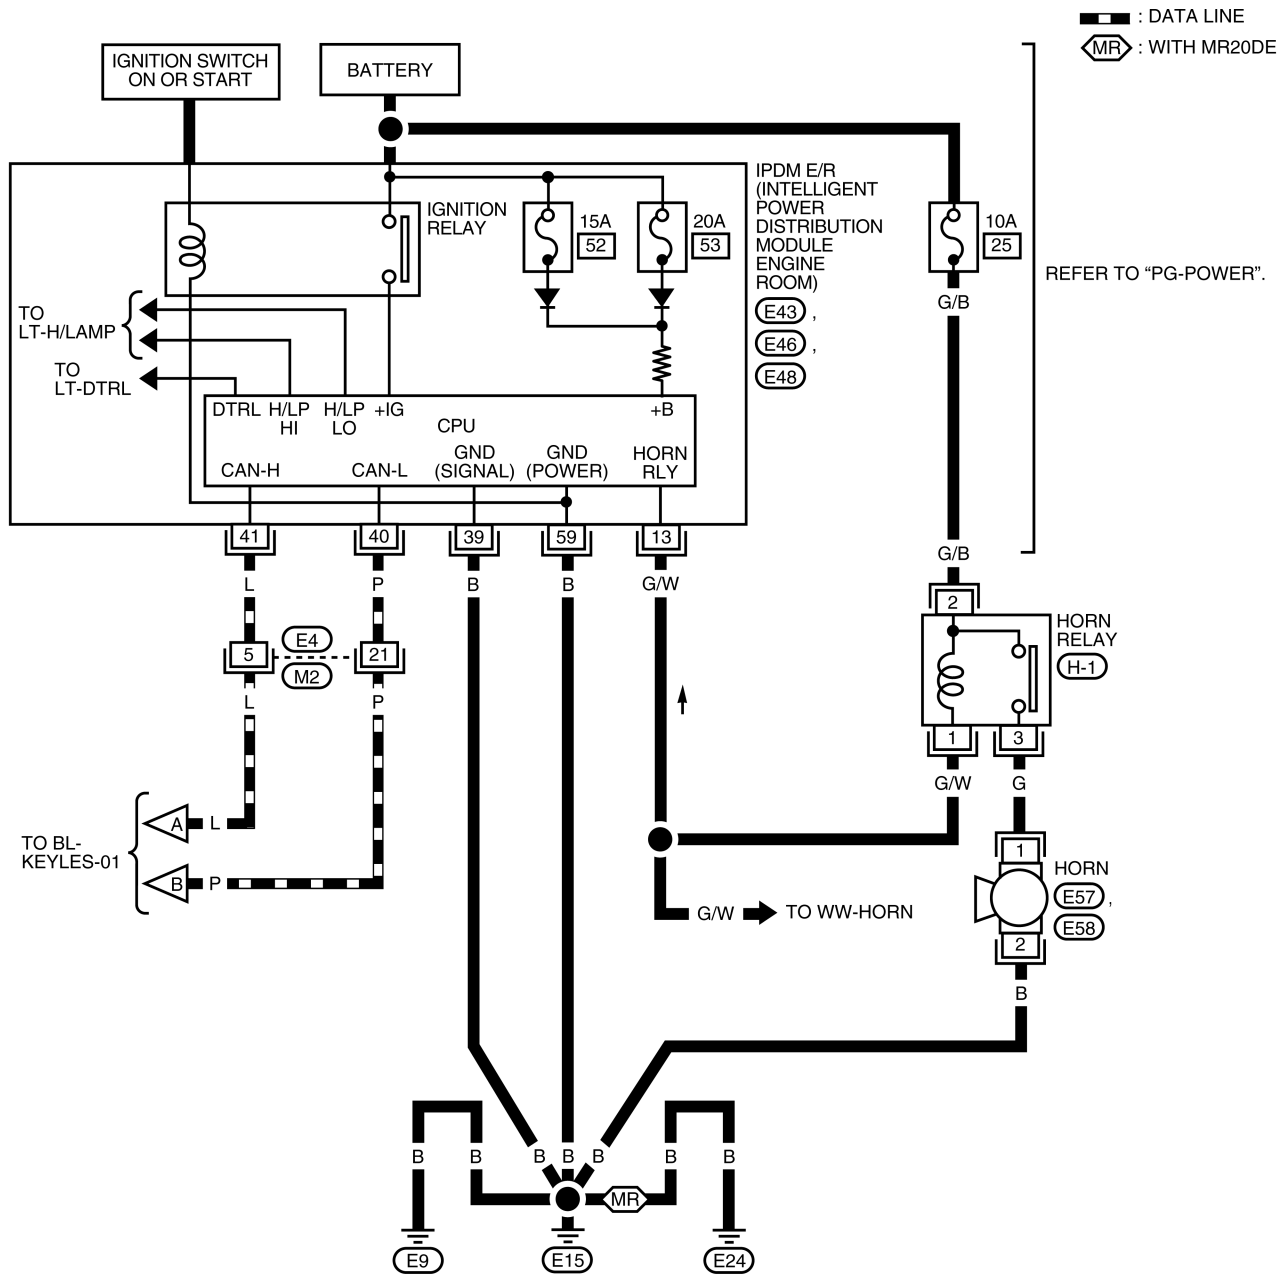 : DATA LINE
MR : WITH MR20DE
IGNITION SWITCH
ON OR START
BATTERY
IPDM E/R
(INTELLIGENT
POWER
DISTRIBUTION
MODULE
ENGINE
ROOM)
E43 ,
E46 ,
E48
IGNITION
RELAY
15A
52
20A
53
10A
25
REFER TO “PG-POWER”.
G/B
TO
LT-H/LAMP
TO
LT-DTRL
DTRL
H/LP
HI
H/LP
LO
+IG
+B
CPU
CAN-H
CAN-L
GND
(SIGNAL)
GND
(POWER)
HORN
RLY
41
40
39
59
13
G/B
L
P
B
B
G/W
2
HORN
RELAY
H-1
5
E4
M2
21
L
P
1
3
G/W
G
TO BL-
KEYLES-01
A
L
B
P
1
HORN
E57 ,
E58
2
G/W
TO WW-HORN
B
B
B
B
B
B
B
B
MR
E9
E15
E24